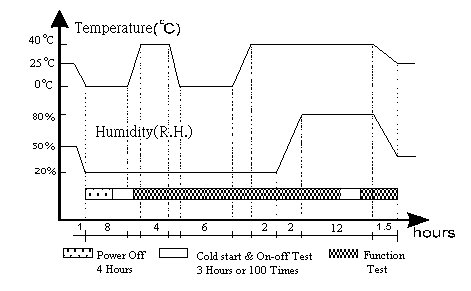 Temperature(°C)
40°C
25°C
0°C
80%
Humidity(R.H.)
50%
20%
1 8 4 6 2 2 12 1.5 hours
Power Off Cold start & On-off Test Function
4 Hours 3 Hours or 100 Times Test